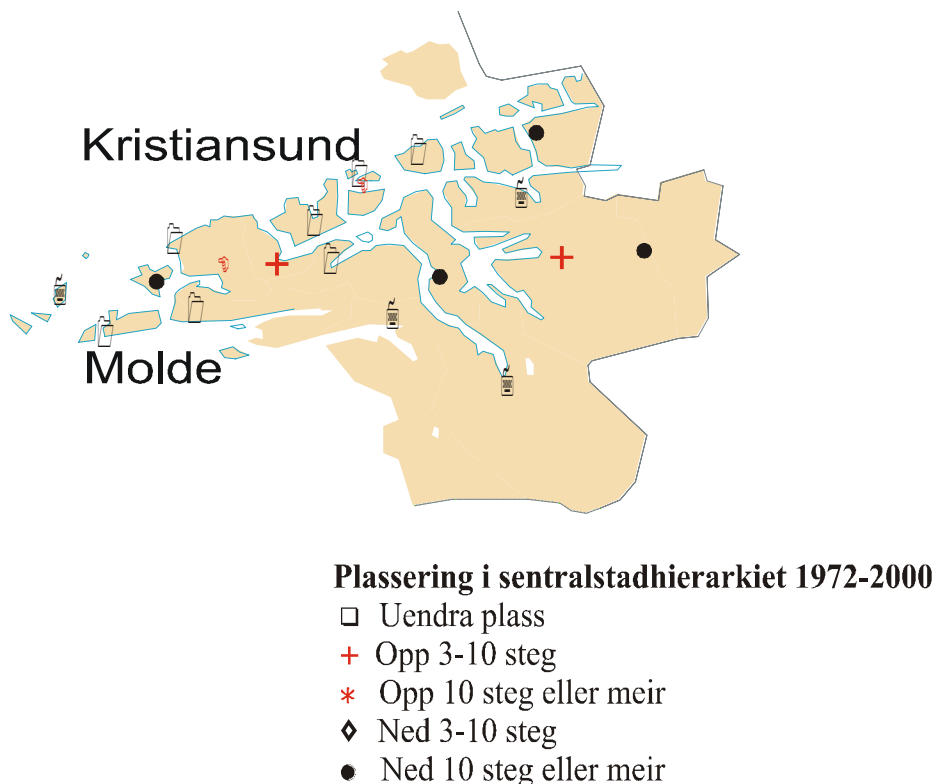 Kristiansund
Molde
Plassering i sentralstadhierarkiet 1972-2000
Uendra plass
Opp 3-10 steg
Opp 10 steg eller meir
Ned 3-10 steg
Ned 10 steg eller meir